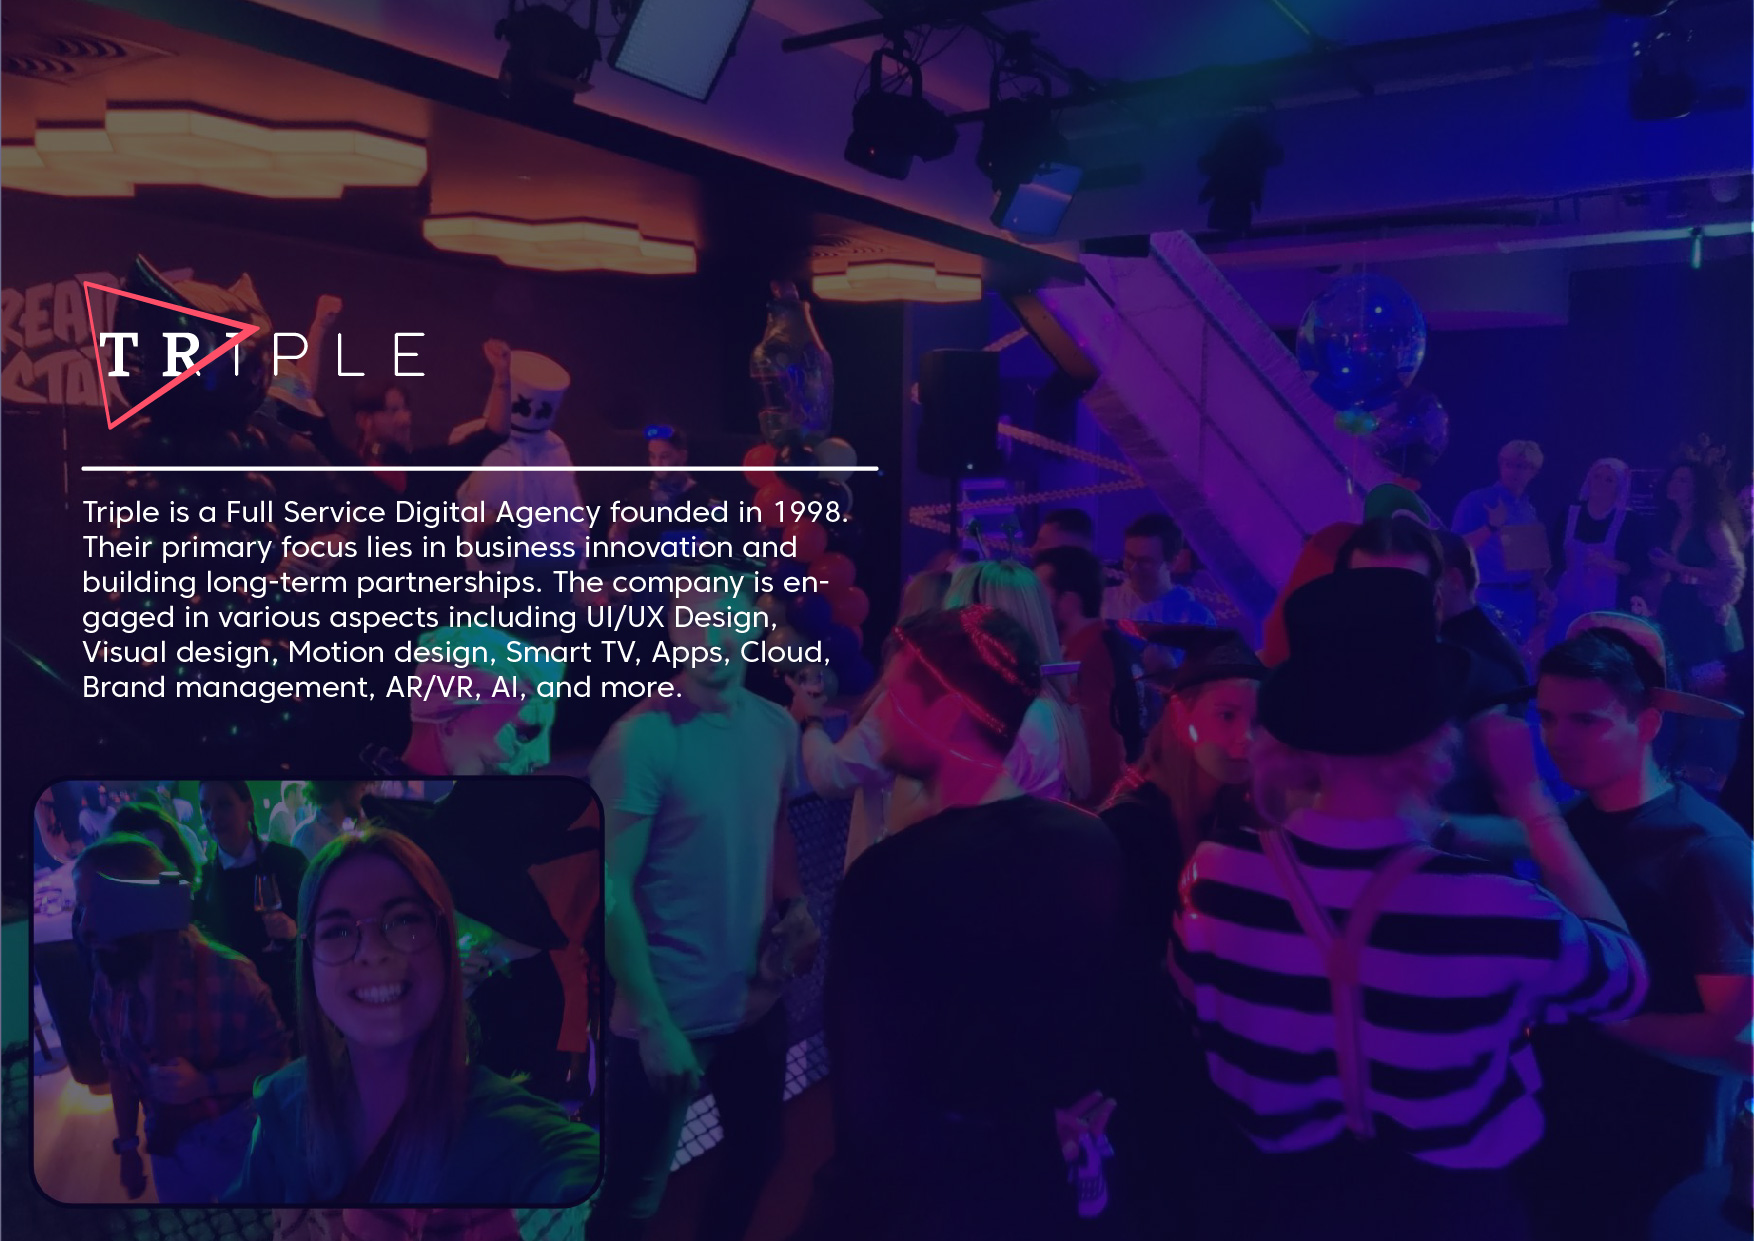 TRIPLE
Triple is a Full Service Digital Agency founded in 1998.
Their primary focus lies in business innovation and
building long-term partnerships. The company is en-
gaged in various aspects including UI/UX Design,
Visual design, Motion design, Smart TV, Apps, Cloud,
Brand management, AR/VR, AI, and more.